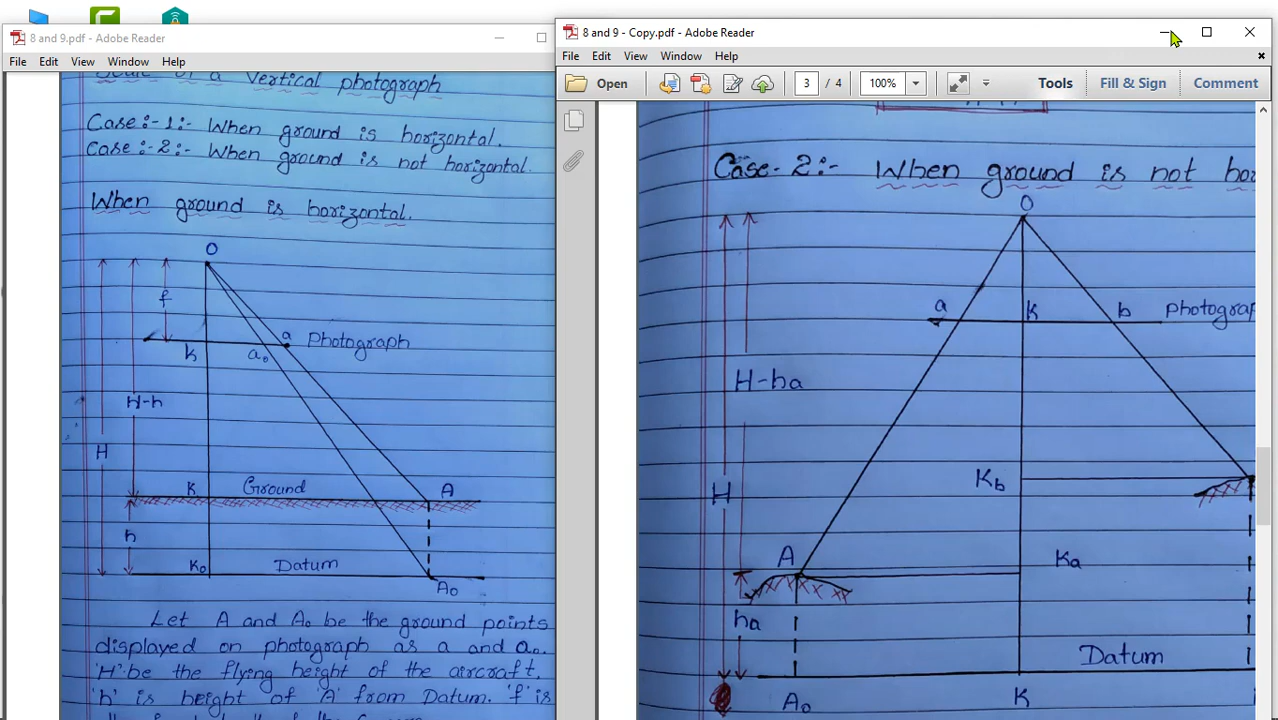 8 and 9.pdf - Adobe Reader
File Edit View Window Help
Scale of a Vertical photograph
Case:-1:- When ground is horizontal.
Case:-2:- When ground is not horizontal.
When ground is horizontal.
O
f
a Photograph
k a₀
H-h
H
K Ground A
h
K₀ Datum
A₀
Let A and A₀ be the ground points
displayed on photograph as a and a₀.
'H' be the flying height of the aircraft.
'h' is height of 'A' from Datum. 'f' is
8 and 9 - Copy.pdf - Adobe Reader
File Edit View Window Help
Open 3 / 4 100% Tools Fill & Sign Comment
Case-2:- When ground is not hor
O
a k b Photograp
H-ha
H
Kb
A Ka
ha
Datum
A₀ K